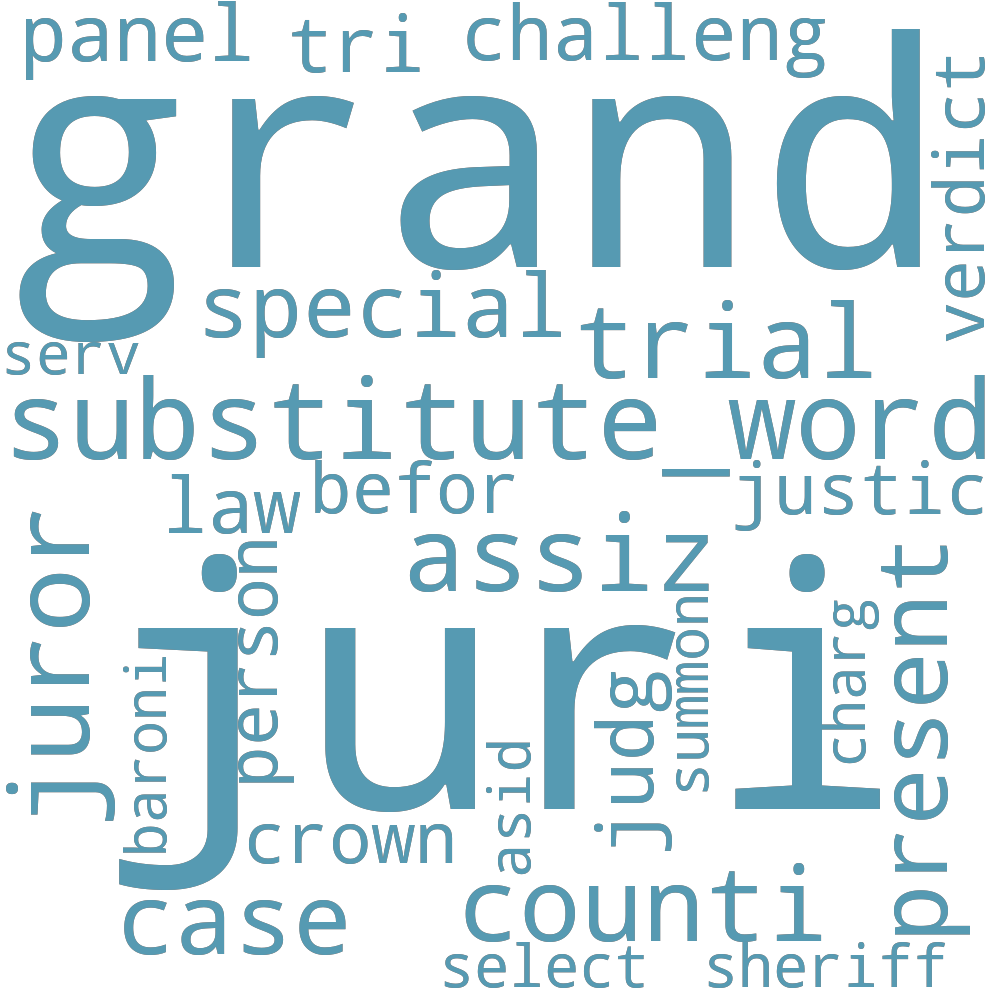 panel tri challeng
grand
verdict
special
trial
serv
substitute_word
law
befor
justic
juror
assiz
person
juri
baroni
summon
judg
charg
present
asid
crown
case
counti
select
sheriff